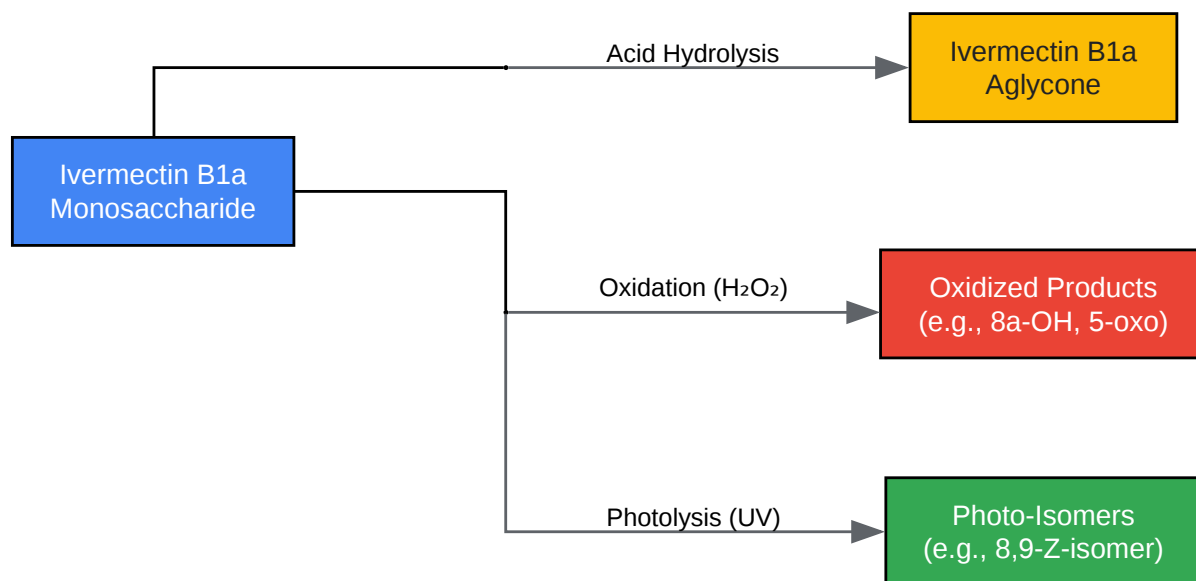 Acid Hydrolysis
Ivermectin B1a
Aglycone
Ivermectin B1a
Monosaccharide
Oxidation (H₂O₂)
Oxidized Products
(e.g., 8a-OH, 5-oxo)
Photolysis (UV)
Photo-Isomers
(e.g., 8,9-Z-isomer)